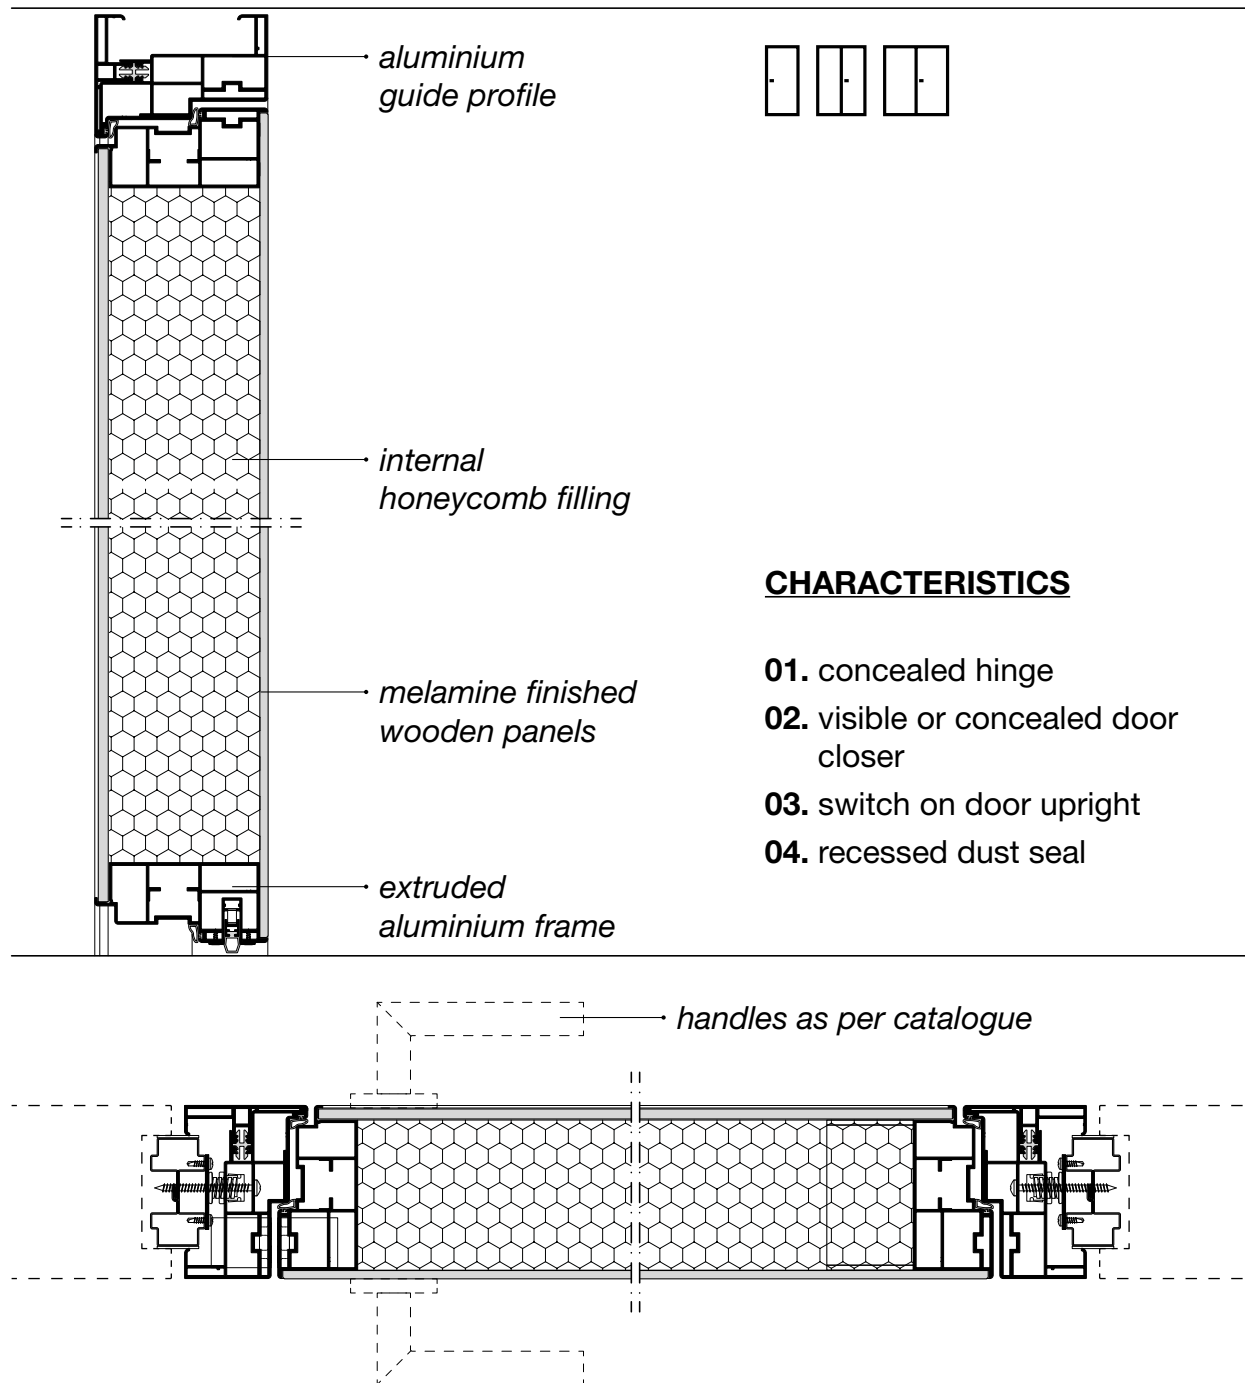 aluminium
guide profile
internal
honeycomb filling
CHARACTERISTICS
01. concealed hinge
melamine finished
wooden panels
02. visible or concealed door
closer
03. switch on door upright
04. recessed dust seal
extruded
aluminium frame
handles as per catalogue